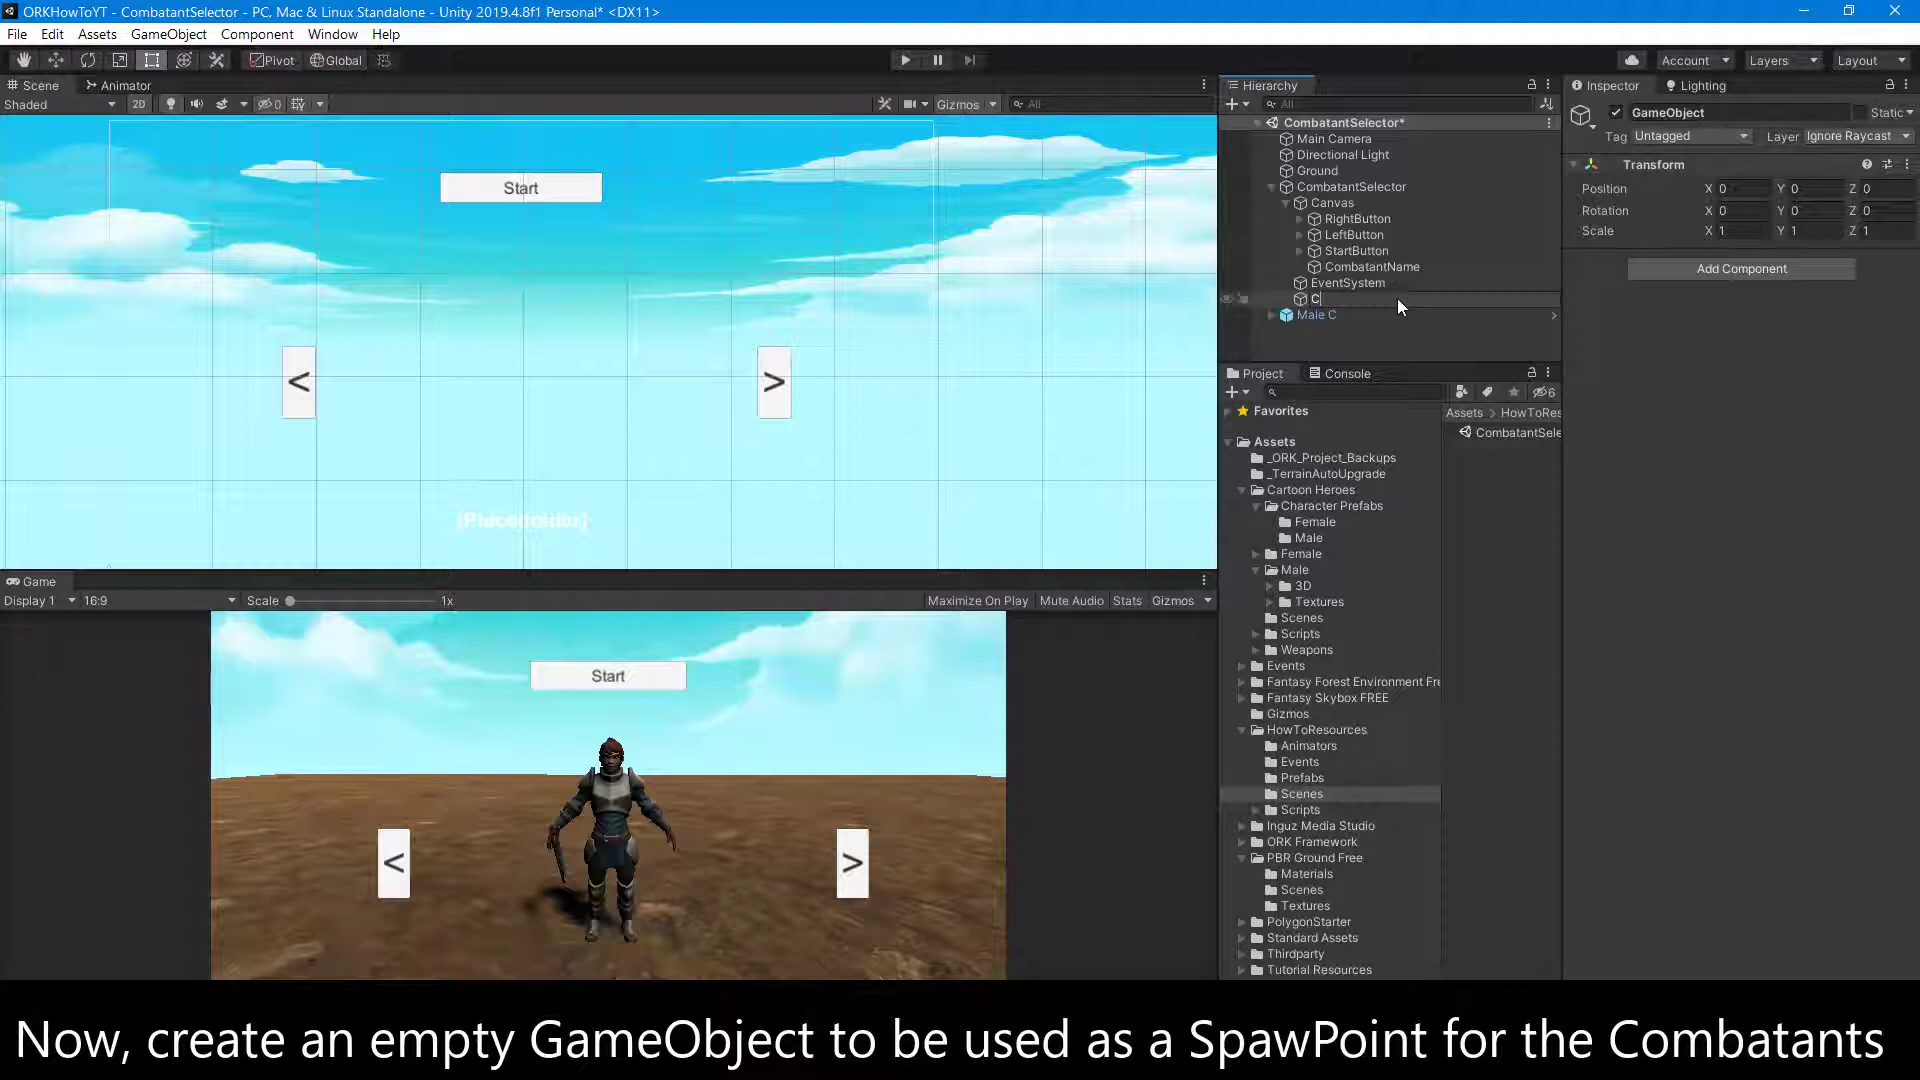 ORKHowToYT - CombatantSelector - PC, Mac & Linux Standalone - Unity 2019.4.8f1 Personal* <DX11>
File Edit Assets GameObject Component Window Help
Pivot Global Account Layers Layout
Scene Animator
Shaded 2D 0 Gizmos All
Start
<
>
[Placeholder]
Game
Display 1 16:9 Scale 1x Maximize On Play Mute Audio Stats Gizmos
Start
<
>
Hierarchy
All
CombatantSelector*
Main Camera
Directional Light
Ground
CombatantSelector
Canvas
RightButton
LeftButton
StartButton
CombatantName
EventSystem
C
Male C
Project Console
6
Favorites
Assets
_ORK_Project_Backups
_TerrainAutoUpgrade
Cartoon Heroes
Character Prefabs
Female
Male
Female
Male
3D
Textures
Scenes
Scripts
Weapons
Events
Fantasy Forest Environment Fre
Fantasy Skybox FREE
Gizmos
HowToResources
Animators
Events
Prefabs
Scenes
Scripts
Inguz Media Studio
ORK Framework
PBR Ground Free
Materials
Scenes
Textures
PolygonStarter
Standard Assets
Thirdparty
Tutorial Resources
Assets > HowToRes
CombatantSele
Inspector Lighting
GameObject Static
Tag Untagged Layer Ignore Raycast
Transform
Position X 0 Y 0 Z 0
Rotation X 0 Y 0 Z 0
Scale X 1 Y 1 Z 1
Add Component
Now, create an empty GameObject to be used as a SpawPoint for the Combatants